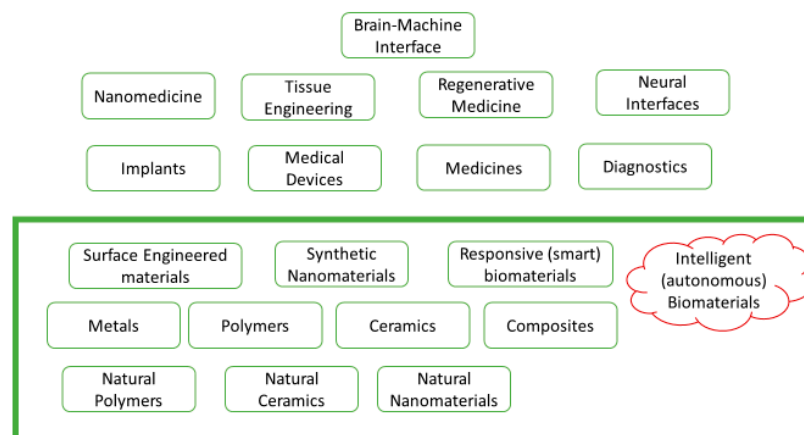 Brain-Machine
Interface
Nanomedicine
Tissue
Engineering
Regenerative
Medicine
Neural
Interfaces
Implants
Medical
Devices
Medicines
Diagnostics
Surface Engineered
materials
Synthetic
Nanomaterials
Responsive (smart)
biomaterials
Intelligent
(autonomous)
Biomaterials
Metals
Polymers
Ceramics
Composites
Natural
Polymers
Natural
Ceramics
Natural
Nanomaterials